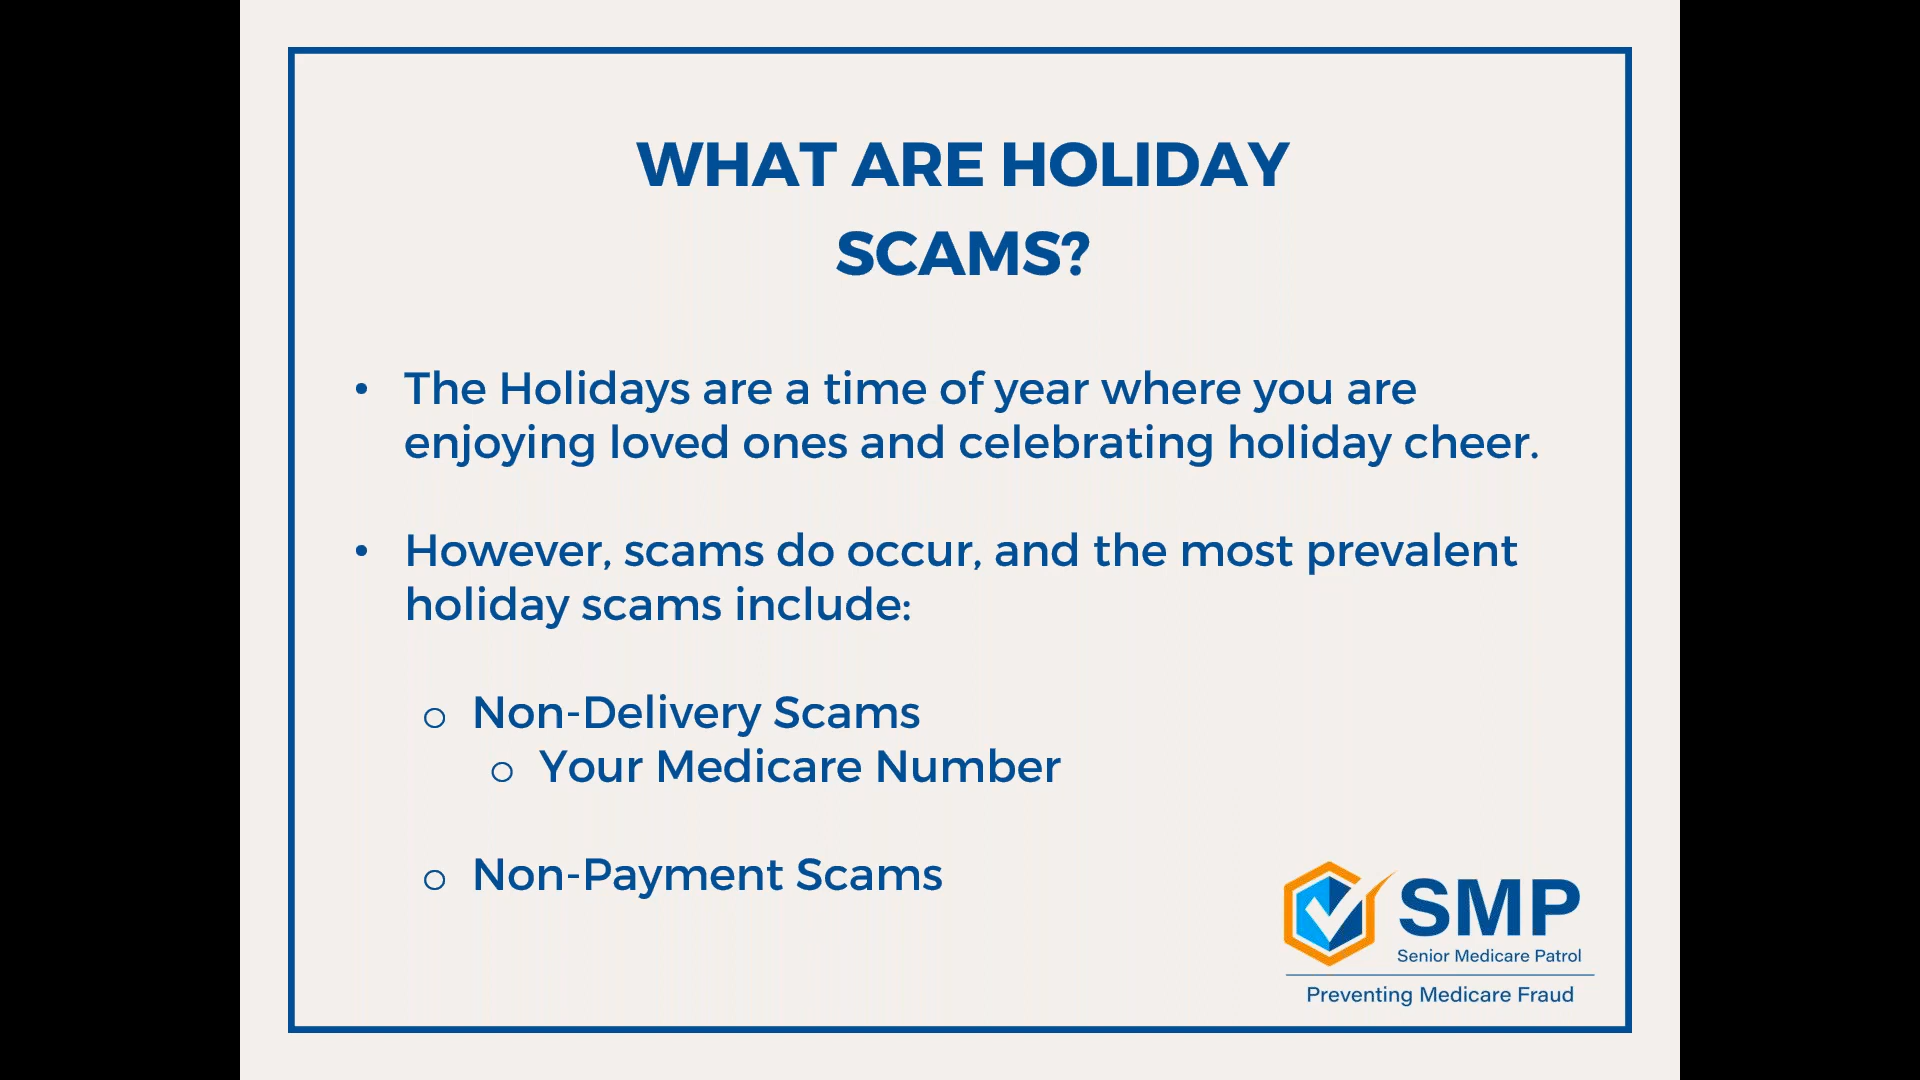 WHAT ARE HOLIDAY
SCAMS?
• The Holidays are a time of year where you are
enjoying loved ones and celebrating holiday cheer.
• However, scams do occur, and the most prevalent
holiday scams include:
o Non-Delivery Scams
o Your Medicare Number
o Non-Payment Scams
SMP
Senior Medicare Patrol
Preventing Medicare Fraud